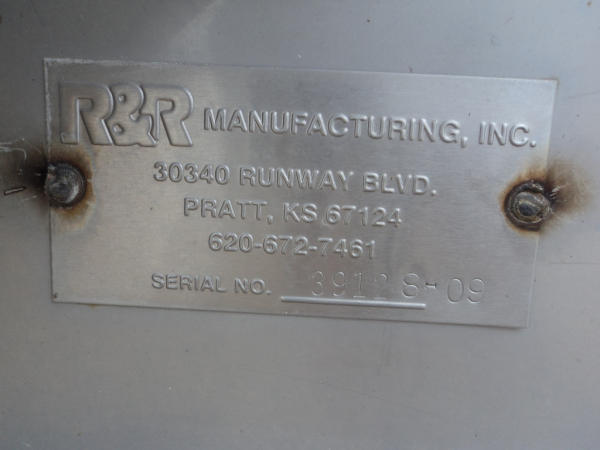 R&R MANUFACTURING, INC.
30340 RUNWAY BLVD.
PRATT, KS 67124
620-672-7461
SERIAL NO. 39128-09